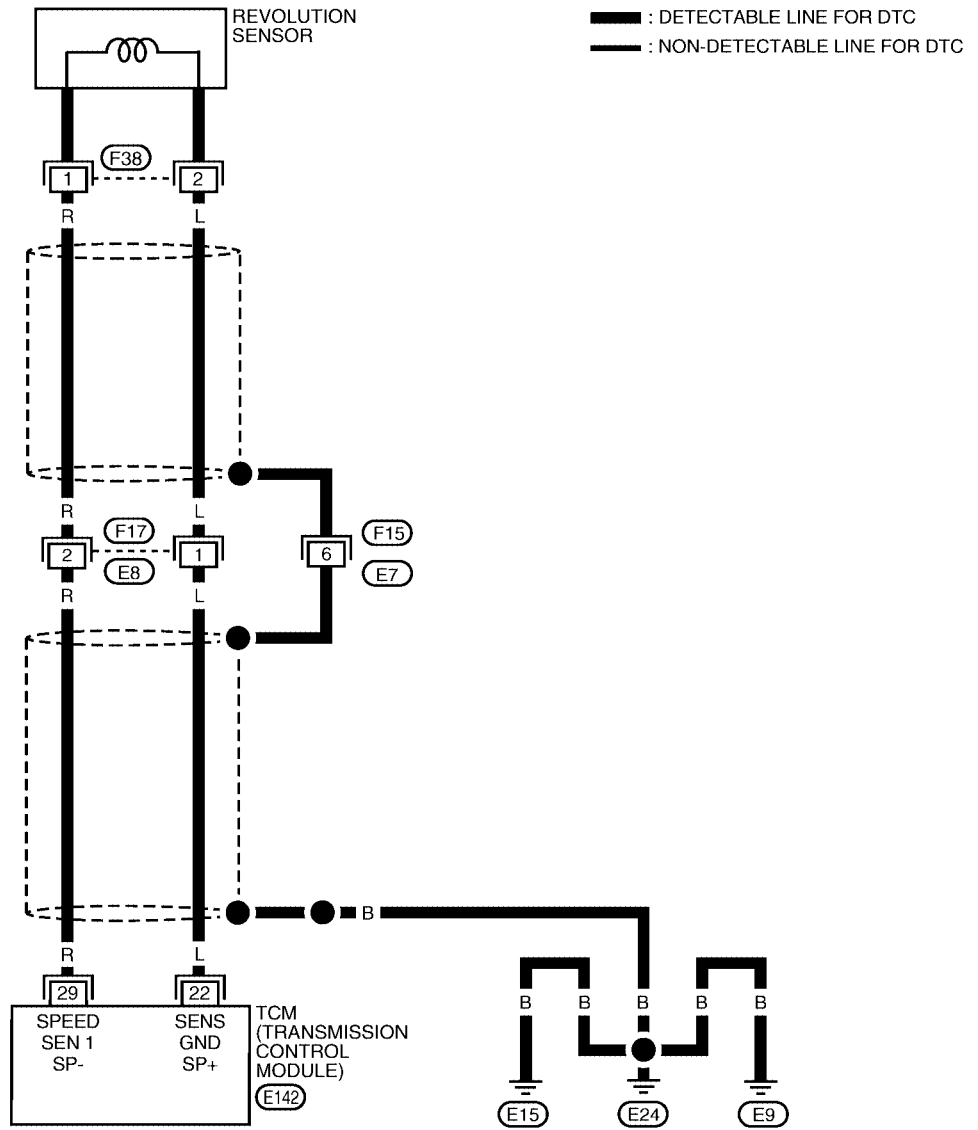 REVOLUTION
SENSOR
: DETECTABLE LINE FOR DTC
: NON-DETECTABLE LINE FOR DTC
F38
1
2
R
L
R
L
F17
F15
2
1
6
E8
E7
R
L
B
R
L
29
22
SPEED
SEN 1
SP-
SENS
GND
SP+
TCM
(TRANSMISSION
CONTROL
MODULE)
E142
B
B
B
B
B
E15
E24
E9